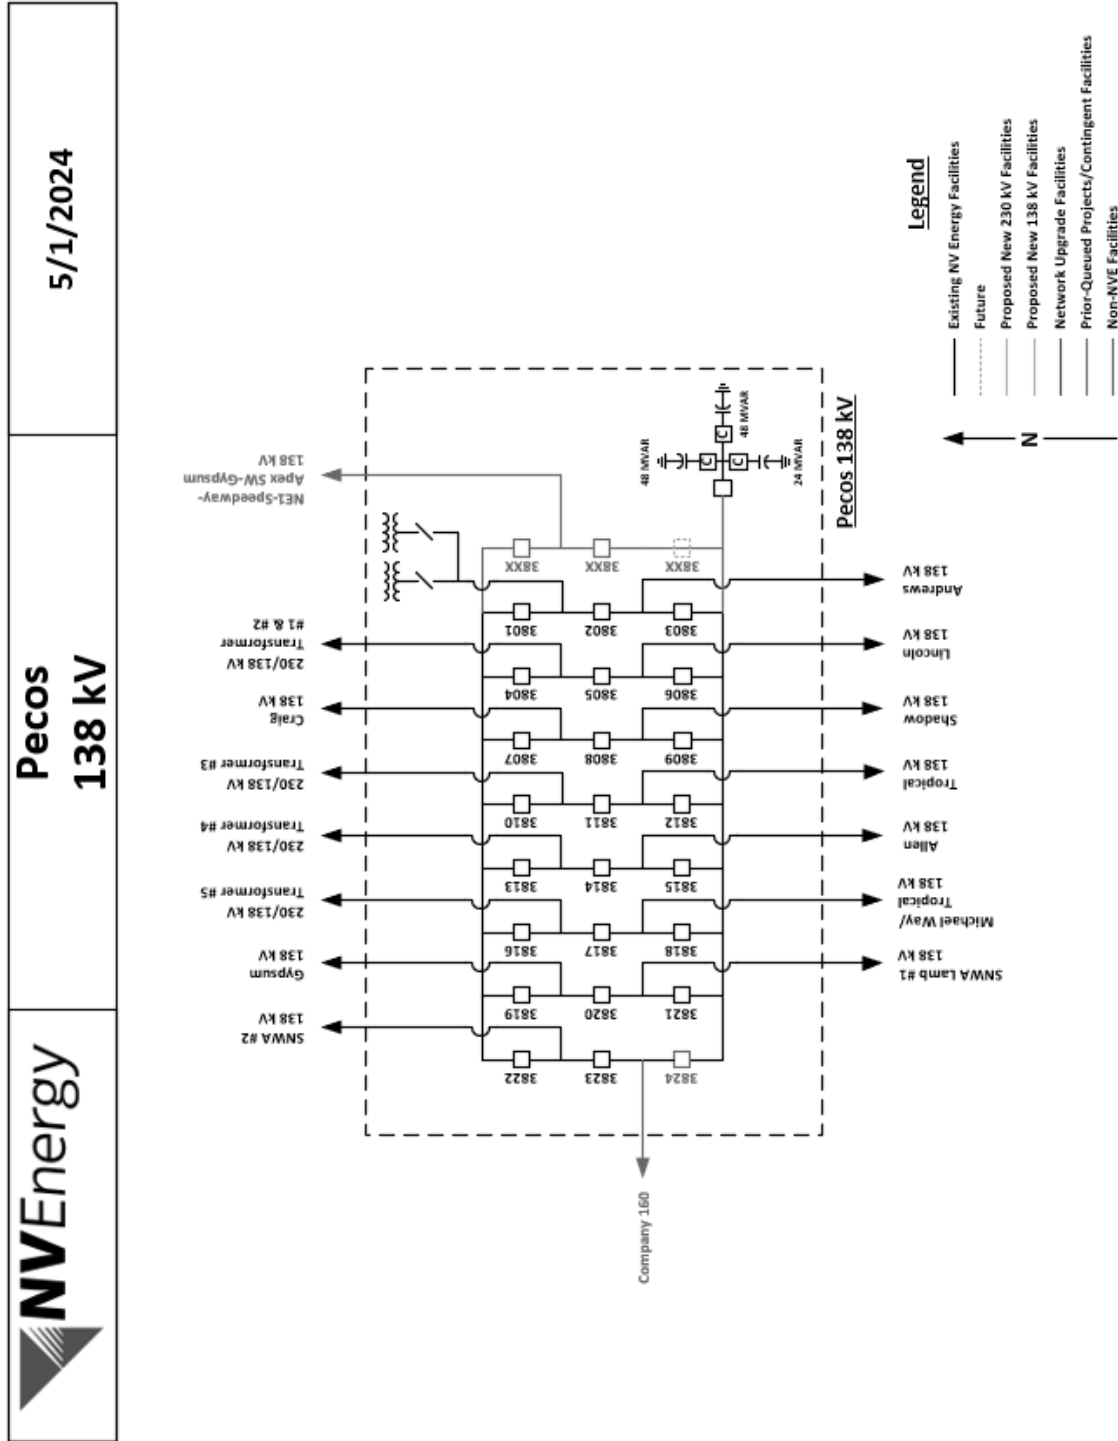 NVEnergy
Pecos
138 kV
5/1/2024
SNWA #2
138 kV
Gypsum
138 kV
230/138 kV
Transformer #5
230/138 kV
Transformer #4
230/138 kV
Transformer #3
Craig
138 kV
230/138 kV
Transformer
#1 & #2
NE1-Speedway-
Apex SW-Gypsum
138 kV
3822
3819
3816
3813
3810
3807
3804
3801
38XX
3823
3820
3817
3814
3811
3808
3805
3802
38XX
3824
3821
3818
3815
3812
3809
3806
3803
38XX
Company 160
48 MVAR
C
C
C
48 MVAR
24 MVAR
Pecos 138 kV
SNWA Lamb #1
138 kV
Michael Way/
Tropical
138 kV
Allen
138 kV
Tropical
138 kV
Shadow
138 kV
Lincoln
138 kV
Andrews
138 kV
N
Legend
Existing NV Energy Facilities
Future
Proposed New 230 kV Facilities
Proposed New 138 kV Facilities
Network Upgrade Facilities
Prior-Queued Projects/Contingent Facilities
Non-NVE Facilities